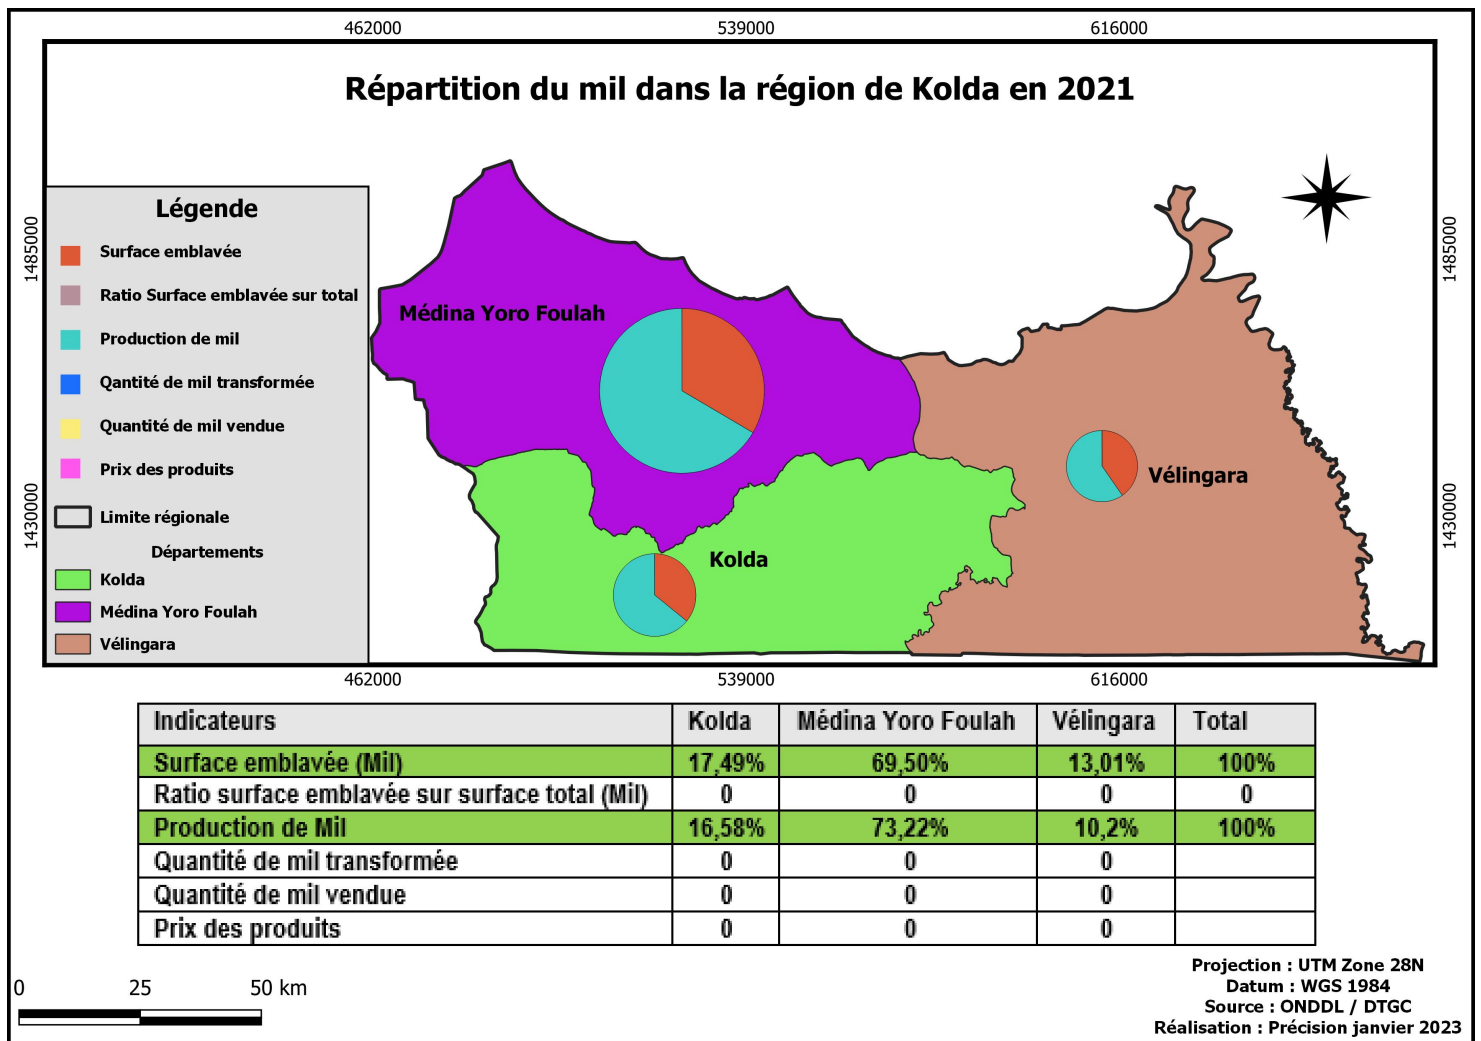 462000 539000 616000
Répartition du mil dans la région de Kolda en 2021
1485000
1430000
1485000
1430000
Légende
Surface emblavée
Ratio Surface emblavée sur total
Production de mil
Qantité de mil transformée
Quantité de mil vendue
Prix des produits
Limite régionale
Départements
Kolda
Médina Yoro Foulah
Vélingara
Médina Yoro Foulah
Vélingara
Kolda
462000 539000 616000
Indicateurs Kolda Médina Yoro Foulah Vélingara Total
Surface emblavée (Mil) 17,49% 69,50% 13,01% 100%
Ratio surface emblavée sur surface total (Mil) 0 0 0 0
Production de Mil 16,58% 73,22% 10,2% 100%
Quantité de mil transformée 0 0 0
Quantité de mil vendue 0 0 0
Prix des produits 0 0 0
0 25 50 km
Projection : UTM Zone 28N
Datum : WGS 1984
Source : ONDDL / DTGC
Réalisation : Précision janvier 2023